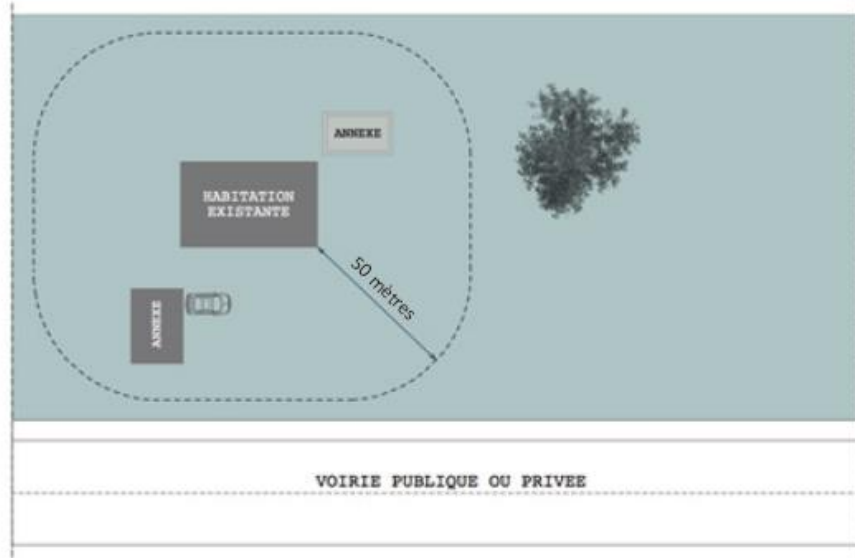 ANNEXE
HABITATION
EXISTANTE
50 mètres
ANNEXE
VOIRIE PUBLIQUE OU PRIVEE